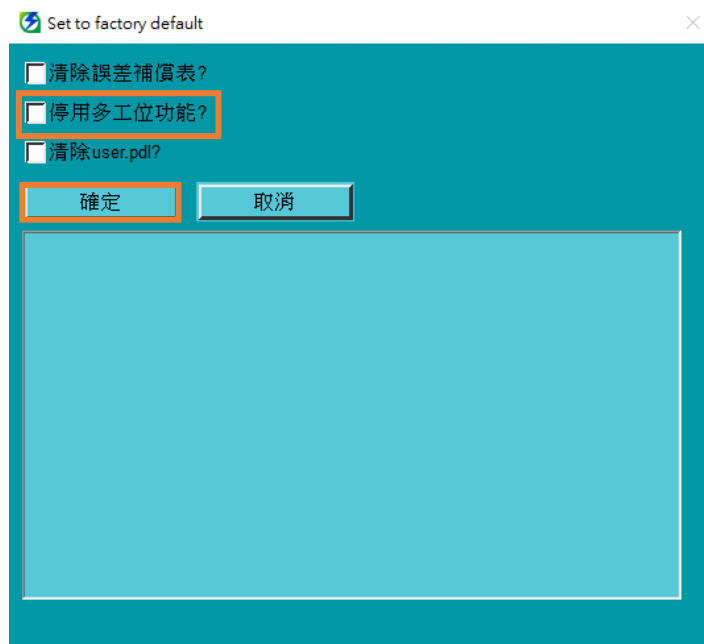 Set to factory default
清除誤差補償表?
停用多工位功能?
清除user.pdl?
確定
取消